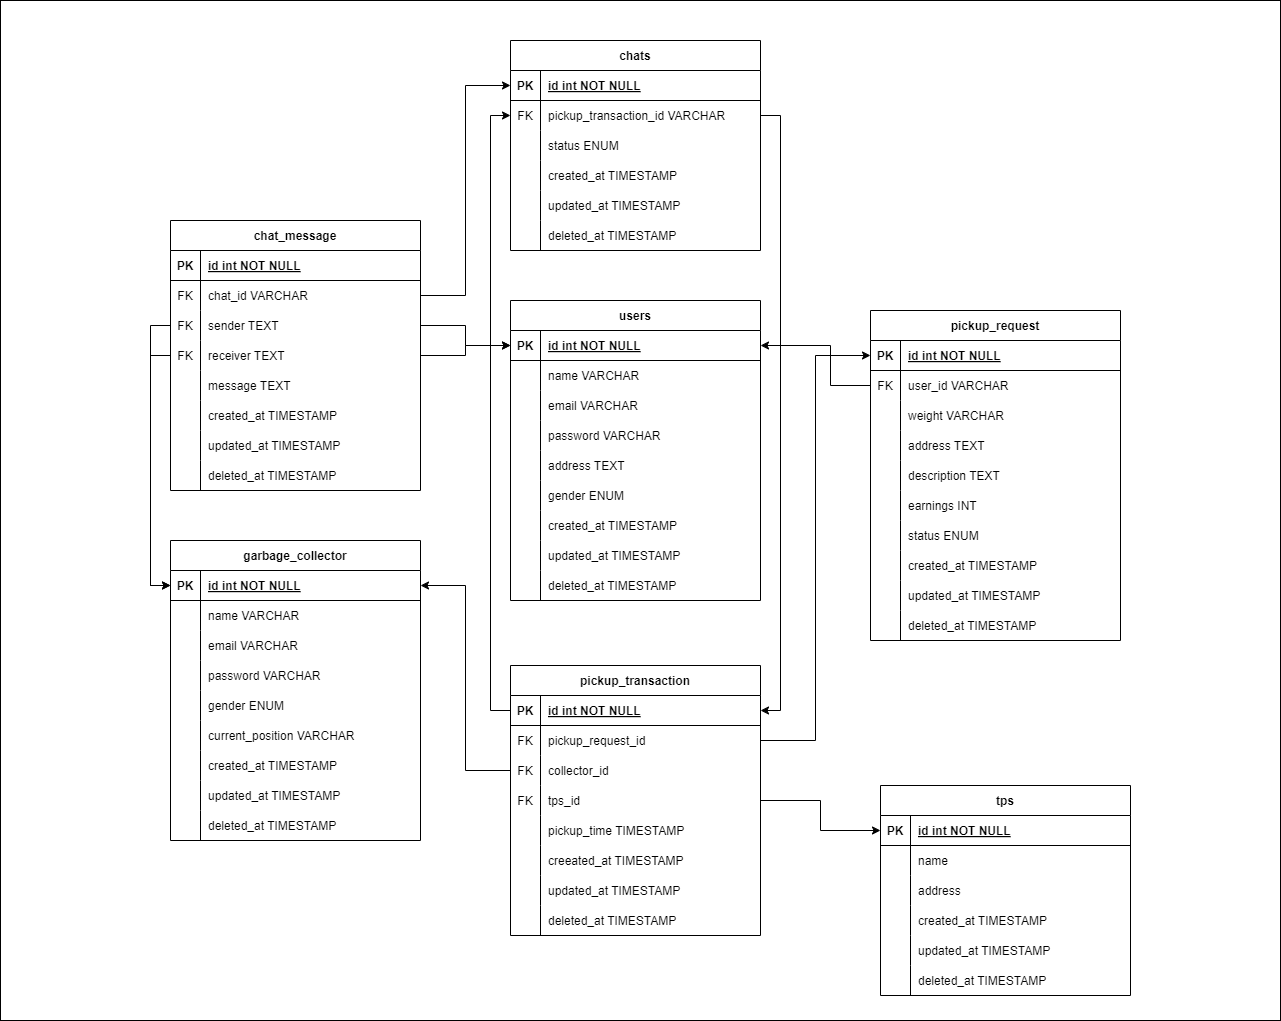 chats
PK id int NOT NULL
FK pickup_transaction_id VARCHAR
status ENUM
created_at TIMESTAMP
updated_at TIMESTAMP
deleted_at TIMESTAMP
chat_message
PK id int NOT NULL
FK chat_id VARCHAR
FK sender TEXT
FK receiver TEXT
message TEXT
created_at TIMESTAMP
updated_at TIMESTAMP
deleted_at TIMESTAMP
users
PK id int NOT NULL
name VARCHAR
email VARCHAR
password VARCHAR
address TEXT
gender ENUM
created_at TIMESTAMP
updated_at TIMESTAMP
deleted_at TIMESTAMP
pickup_request
PK id int NOT NULL
FK user_id VARCHAR
weight VARCHAR
address TEXT
description TEXT
earnings INT
status ENUM
created_at TIMESTAMP
updated_at TIMESTAMP
deleted_at TIMESTAMP
garbage_collector
PK id int NOT NULL
name VARCHAR
email VARCHAR
password VARCHAR
gender ENUM
current_position VARCHAR
created_at TIMESTAMP
updated_at TIMESTAMP
deleted_at TIMESTAMP
pickup_transaction
PK id int NOT NULL
FK pickup_request_id
FK collector_id
FK tps_id
pickup_time TIMESTAMP
creeated_at TIMESTAMP
updated_at TIMESTAMP
deleted_at TIMESTAMP
tps
PK id int NOT NULL
name
address
created_at TIMESTAMP
updated_at TIMESTAMP
deleted_at TIMESTAMP